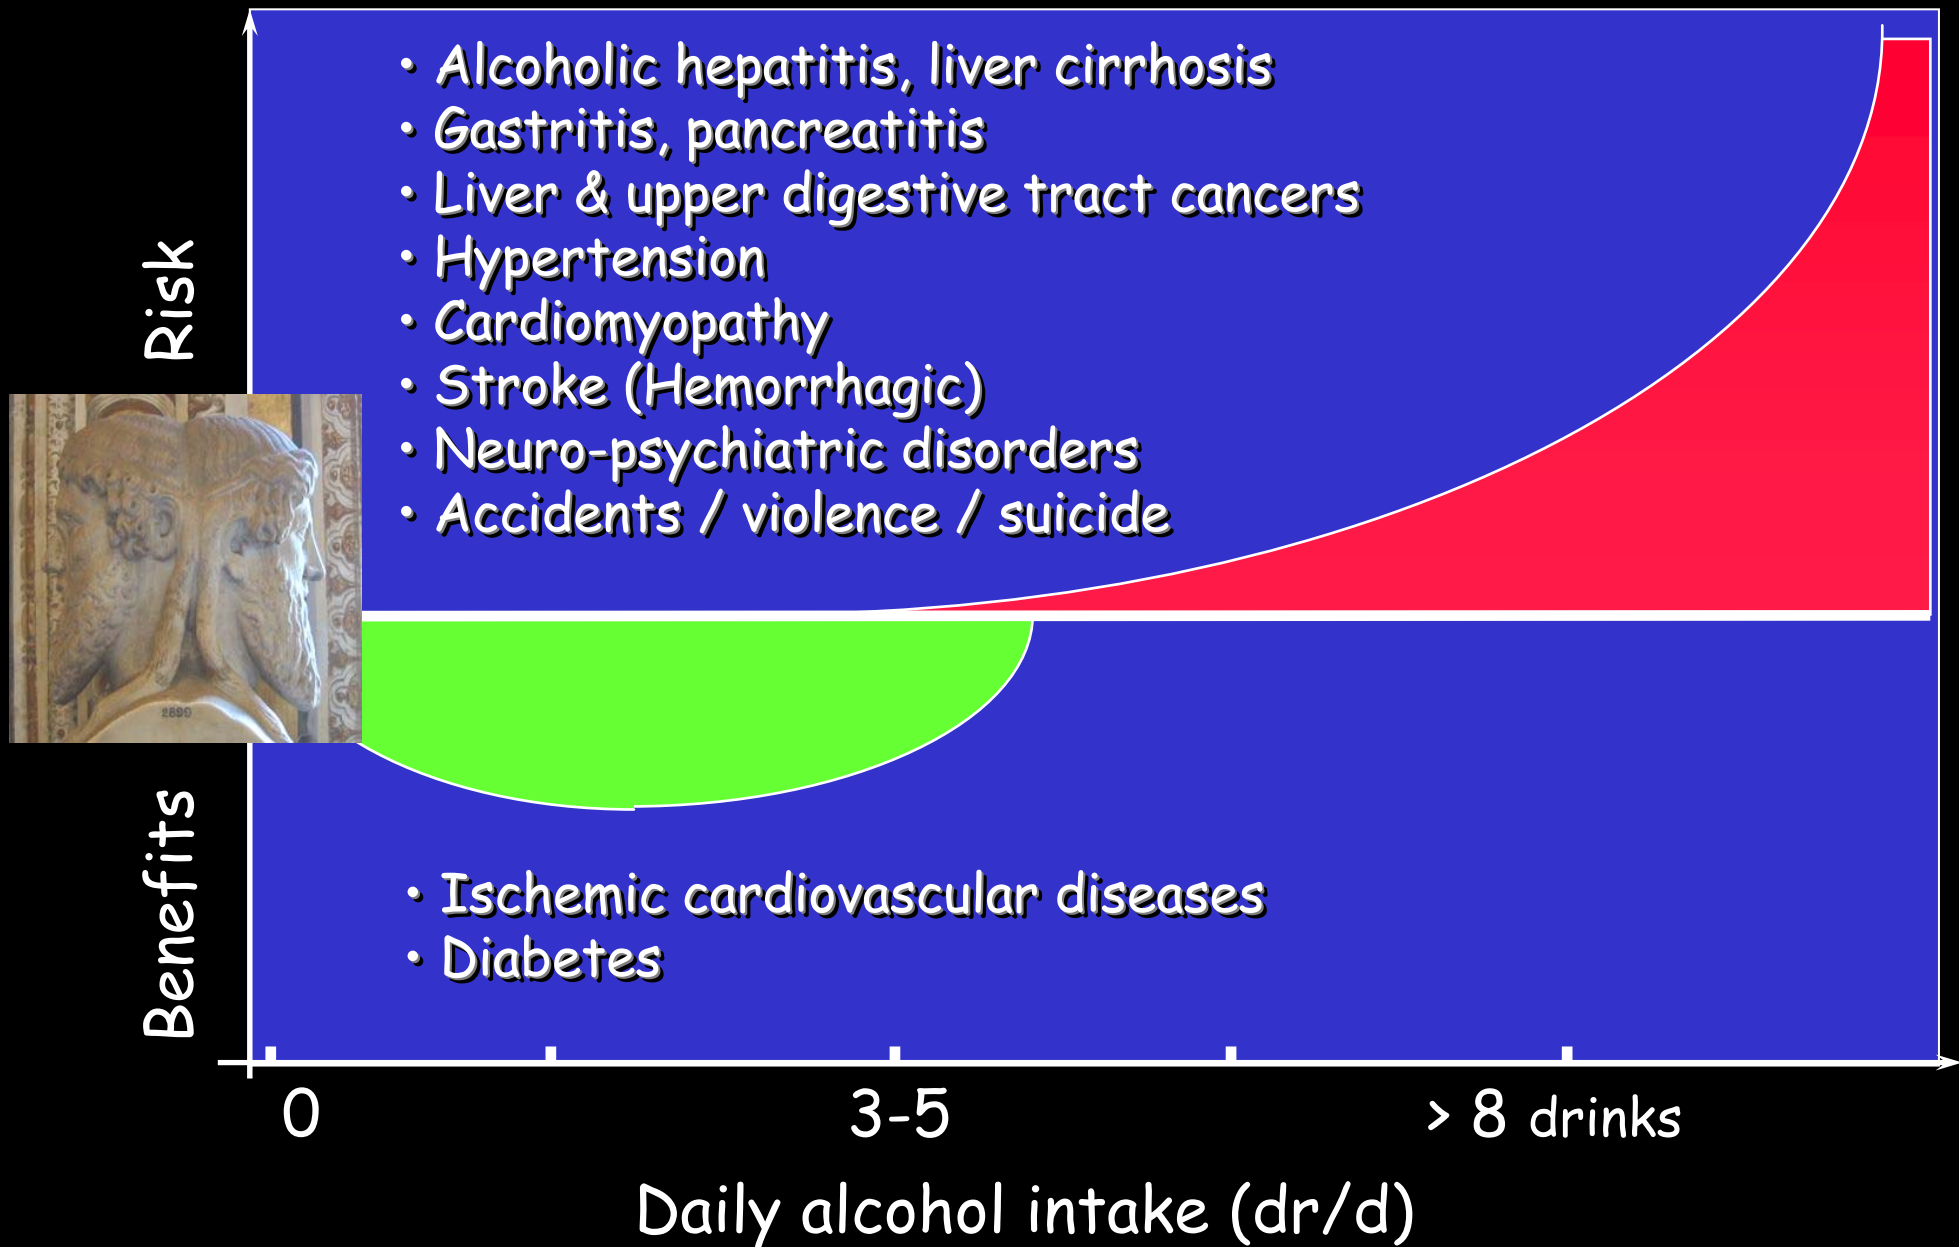 Risk
• Alcoholic hepatitis, liver cirrhosis
• Gastritis, pancreatitis
• Liver & upper digestive tract cancers
• Hypertension
• Cardiomyopathy
• Stroke (Hemorrhagic)
• Neuro-psychiatric disorders
• Accidents / violence / suicide
2890
Benefits
• Ischemic cardiovascular diseases
• Diabetes
0
3-5
> 8 drinks
Daily alcohol intake (dr/d)